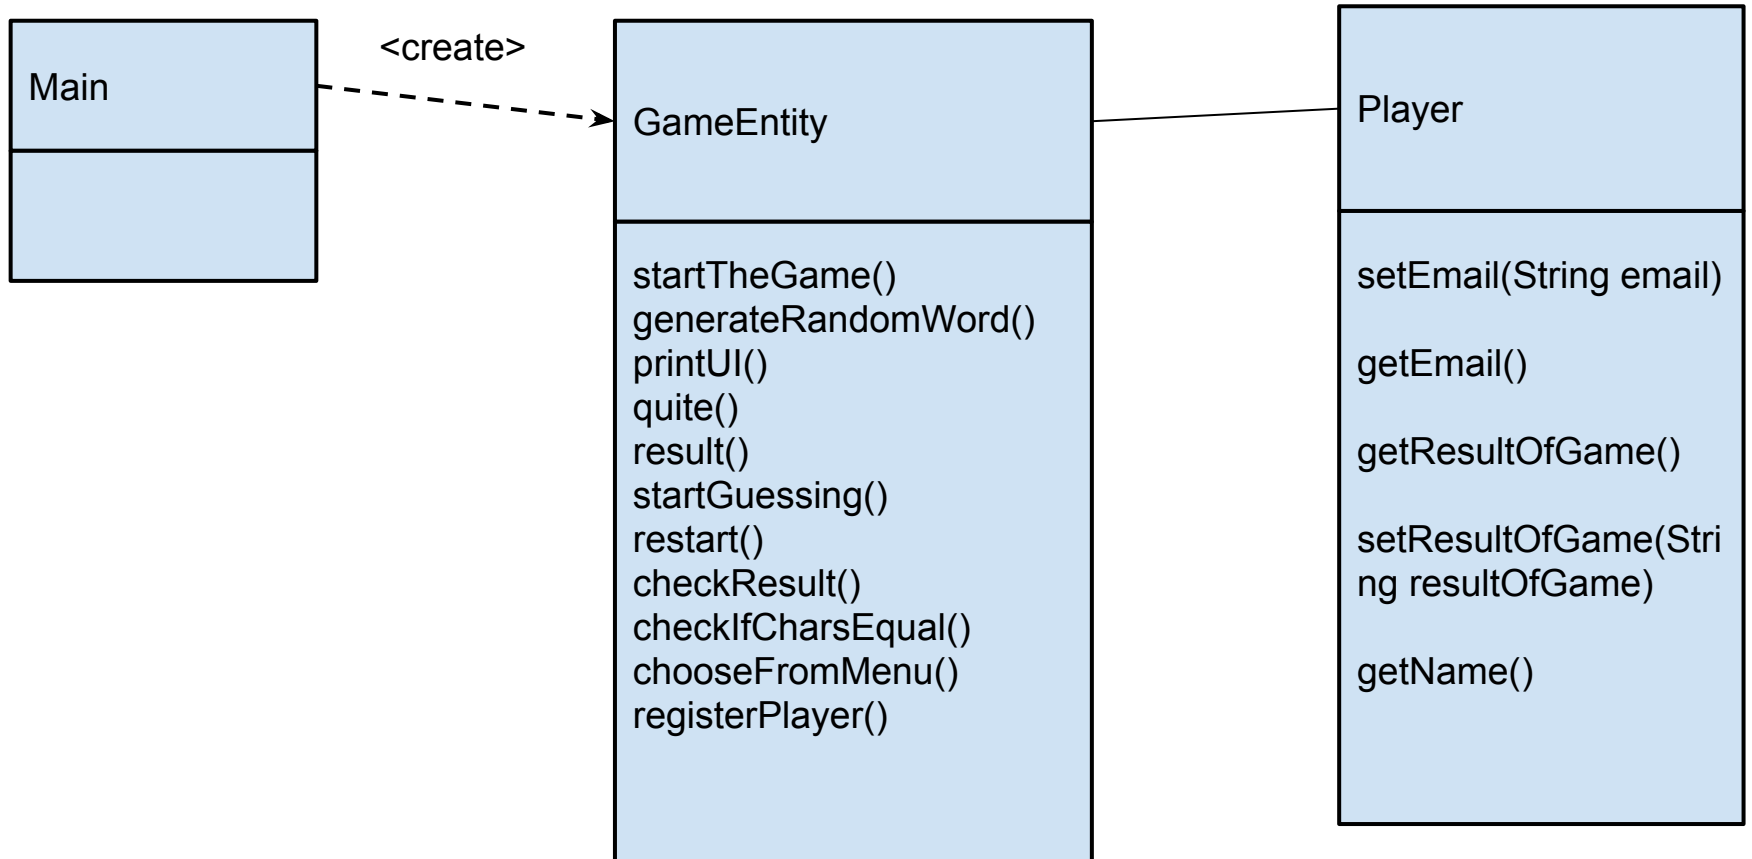 Main
<create>
GameEntity
startTheGame()
generateRandomWord()
printUI()
quite()
result()
startGuessing()
restart()
checkResult()
checkIfCharsEqual()
chooseFromMenu()
registerPlayer()
Player
setEmail(String email)
getEmail()
getResultOfGame()
setResultOfGame(Stri
ng resultOfGame)
getName()